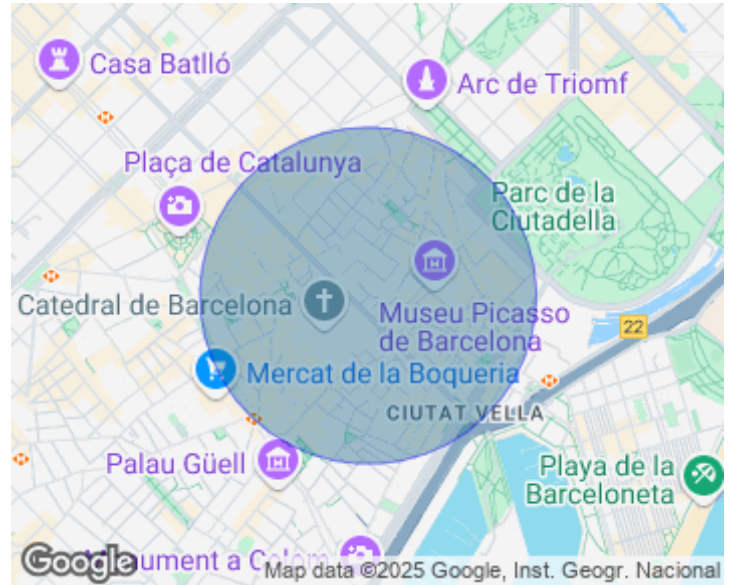 Casa Batlló
Arc de Triomf
Plaça de Catalunya
Parc de la
Ciutadella
Catedral de Barcelona
Museu Picasso
de Barcelona
22
Mercat de la Boqueria
CIUTAT VELLA
Palau Güell
Playa de la
Barceloneta
Google
Monument a Colom
Map data ©2025 Google, Inst. Geogr. Nacional